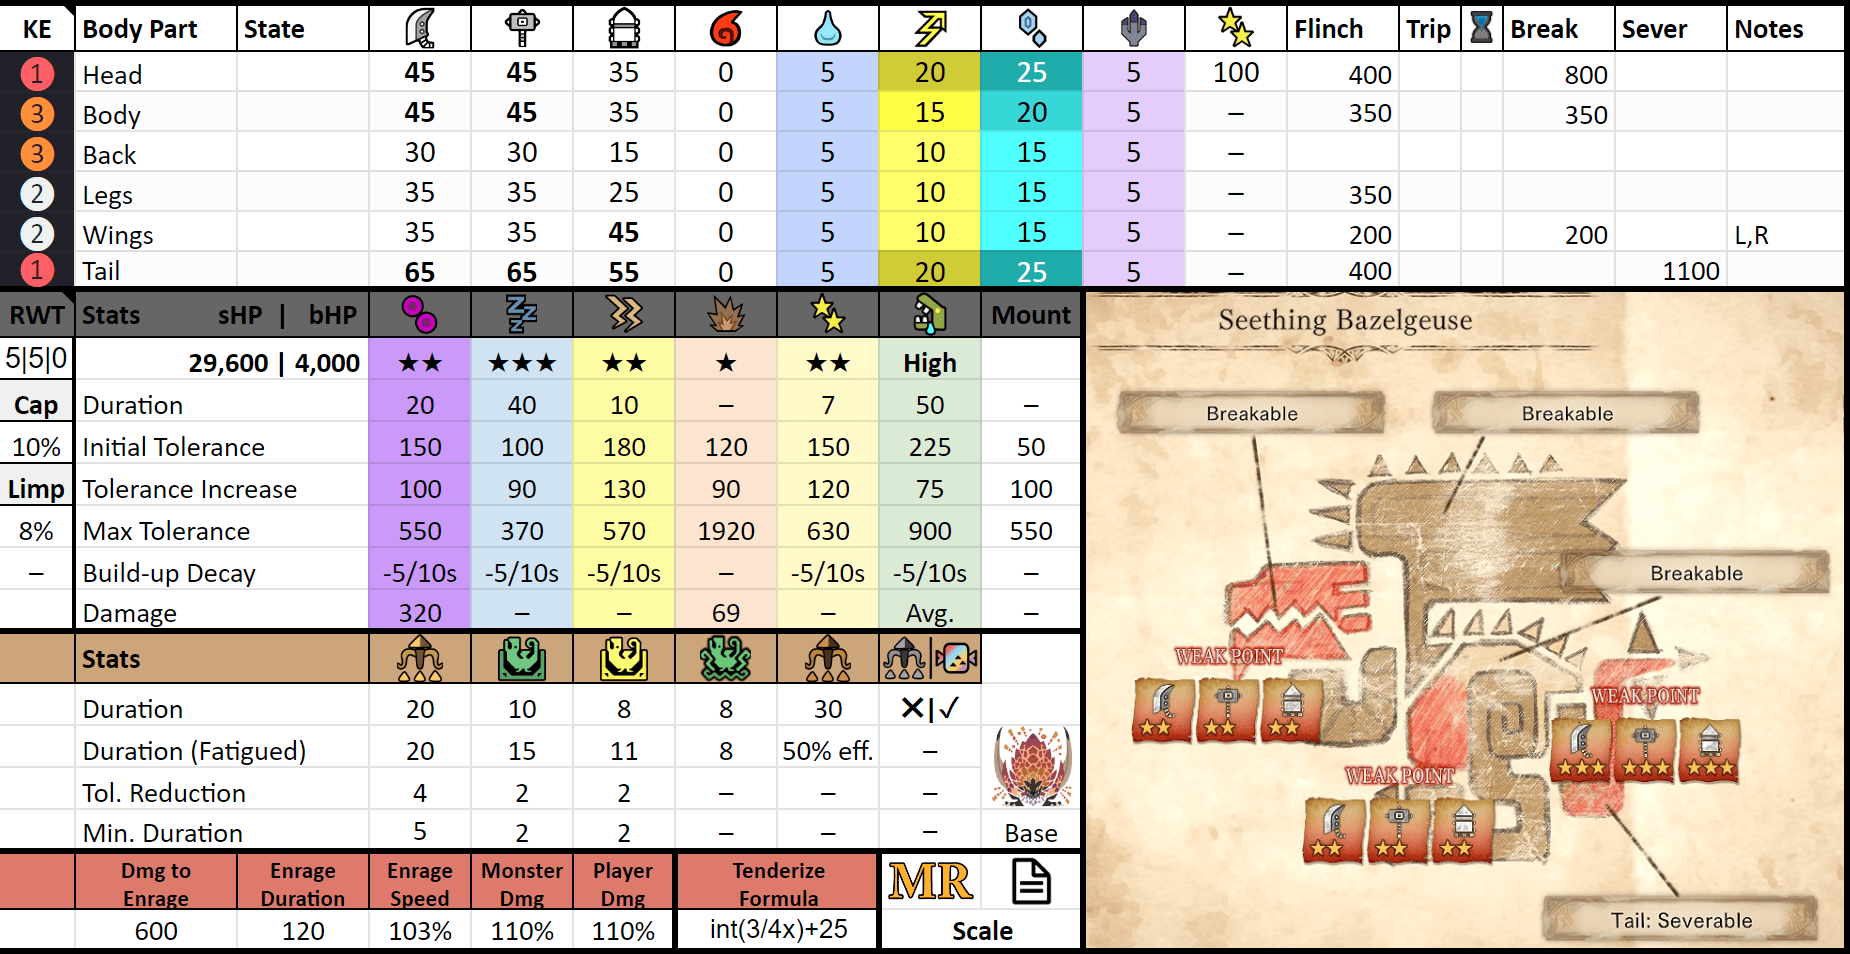 KE Body Part State Flinch Trip Break Sever Notes
1 Head 45 45 35 0 5 20 25 5 100 400 800
3 Body 45 45 35 0 5 15 20 5 – 350 350
3 Back 30 30 15 0 5 10 15 5 –
2 Legs 35 35 25 0 5 10 15 5 – 350
2 Wings 35 35 45 0 5 10 15 5 – 200 200 L,R
1 Tail 65 65 55 0 5 20 25 5 – 400 1100
RWT Stats sHP | bHP Mount
5|5|0 29,600 | 4,000 ★★ ★★★ ★★ ★ ★★ High
Cap Duration 20 40 10 – 7 50 –
10% Initial Tolerance 150 100 180 120 150 225 50
Limp Tolerance Increase 100 90 130 90 120 75 100
8% Max Tolerance 550 370 570 1920 630 900 550
– Build-up Decay -5/10s -5/10s -5/10s – -5/10s -5/10s –
Damage 320 – – 69 – Avg. –
Stats
Duration 20 10 8 8 30 ✕|✓
Duration (Fatigued) 20 15 11 8 50% eff. –
Tol. Reduction 4 2 2 – – –
Min. Duration 5 2 2 – – – Base
Dmg to Enrage Enrage Duration Enrage Speed Monster Dmg Player Dmg Tenderize Formula MR
600 120 103% 110% 110% int(3/4x)+25 Scale
Seething Bazelgeuse
Breakable
Breakable
Breakable
WEAK POINT
WEAK POINT
WEAK POINT
Tail: Severable